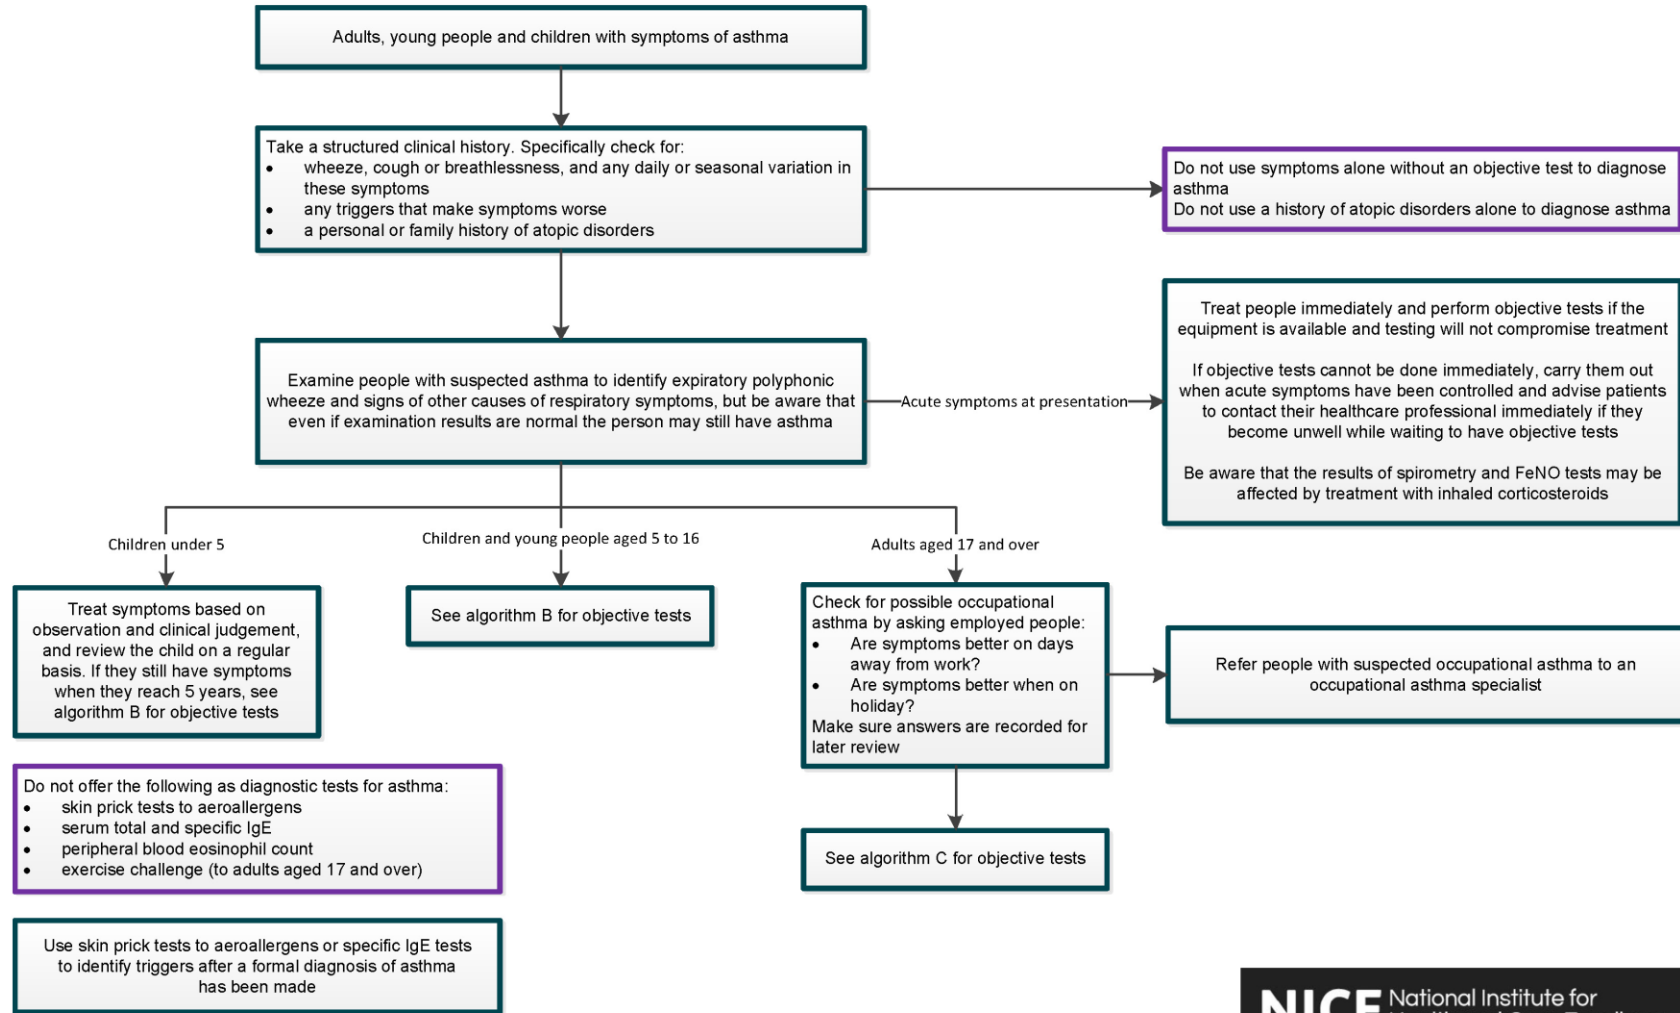 Adults, young people and children with symptoms of asthma
Take a structured clinical history. Specifically check for:
• wheeze, cough or breathlessness, and any daily or seasonal variation in
these symptoms
• any triggers that make symptoms worse
• a personal or family history of atopic disorders
Do not use symptoms alone without an objective test to diagnose
asthma
Do not use a history of atopic disorders alone to diagnose asthma
Examine people with suspected asthma to identify expiratory polyphonic
wheeze and signs of other causes of respiratory symptoms, but be aware that
even if examination results are normal the person may still have asthma
Acute symptoms at presentation
Treat people immediately and perform objective tests if the
equipment is available and testing will not compromise treatment
If objective tests cannot be done immediately, carry them out
when acute symptoms have been controlled and advise patients
to contact their healthcare professional immediately if they
become unwell while waiting to have objective tests
Be aware that the results of spirometry and FeNO tests may be
affected by treatment with inhaled corticosteroids
Children under 5
Children and young people aged 5 to 16
Adults aged 17 and over
Treat symptoms based on
observation and clinical judgement,
and review the child on a regular
basis. If they still have symptoms
when they reach 5 years, see
algorithm B for objective tests
See algorithm B for objective tests
Check for possible occupational
asthma by asking employed people:
• Are symptoms better on days
away from work?
• Are symptoms better when on
holiday?
Make sure answers are recorded for
later review
Refer people with suspected occupational asthma to an
occupational asthma specialist
See algorithm C for objective tests
Do not offer the following as diagnostic tests for asthma:
• skin prick tests to aeroallergens
• serum total and specific IgE
• peripheral blood eosinophil count
• exercise challenge (to adults aged 17 and over)
Use skin prick tests to aeroallergens or specific IgE tests
to identify triggers after a formal diagnosis of asthma
has been made
NICE National Institute for